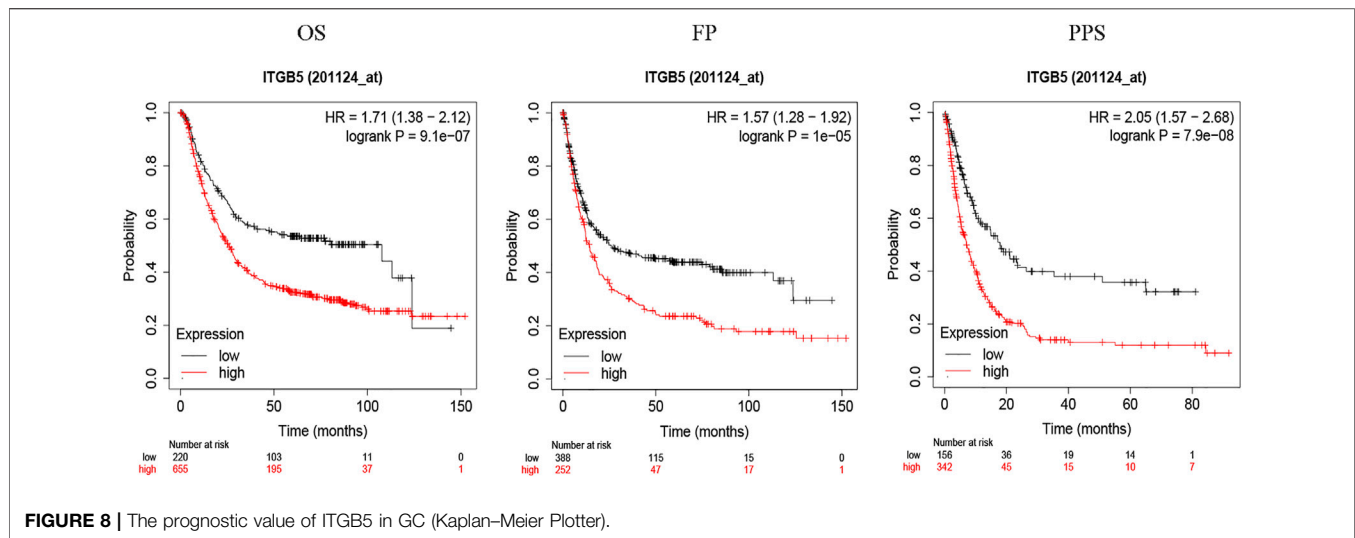 OS
FP
PPS
ITGB5 (201124_at)
HR = 1.71 (1.38 − 2.12)
logrank P = 9.1e−07
Probability
1.0
0.8
0.6
0.4
0.2
0.0
Expression
low
high
0
50
100
150
Time (months)
Number at risk
low 220 103 11 0
high 655 195 37 1
ITGB5 (201124_at)
HR = 1.57 (1.28 − 1.92)
logrank P = 1e−05
Probability
1.0
0.8
0.6
0.4
0.2
0.0
Expression
low
high
0
50
100
150
Time (months)
Number at risk
low 388 115 15 0
high 252 47 17 1
ITGB5 (201124_at)
HR = 2.05 (1.57 − 2.68)
logrank P = 7.9e−08
Probability
1.0
0.8
0.6
0.4
0.2
0.0
Expression
low
high
0
20
40
60
80
Time (months)
Number at risk
low 156 36 19 14 1
high 342 45 15 10 7
FIGURE 8 | The prognostic value of ITGB5 in GC (Kaplan–Meier Plotter).